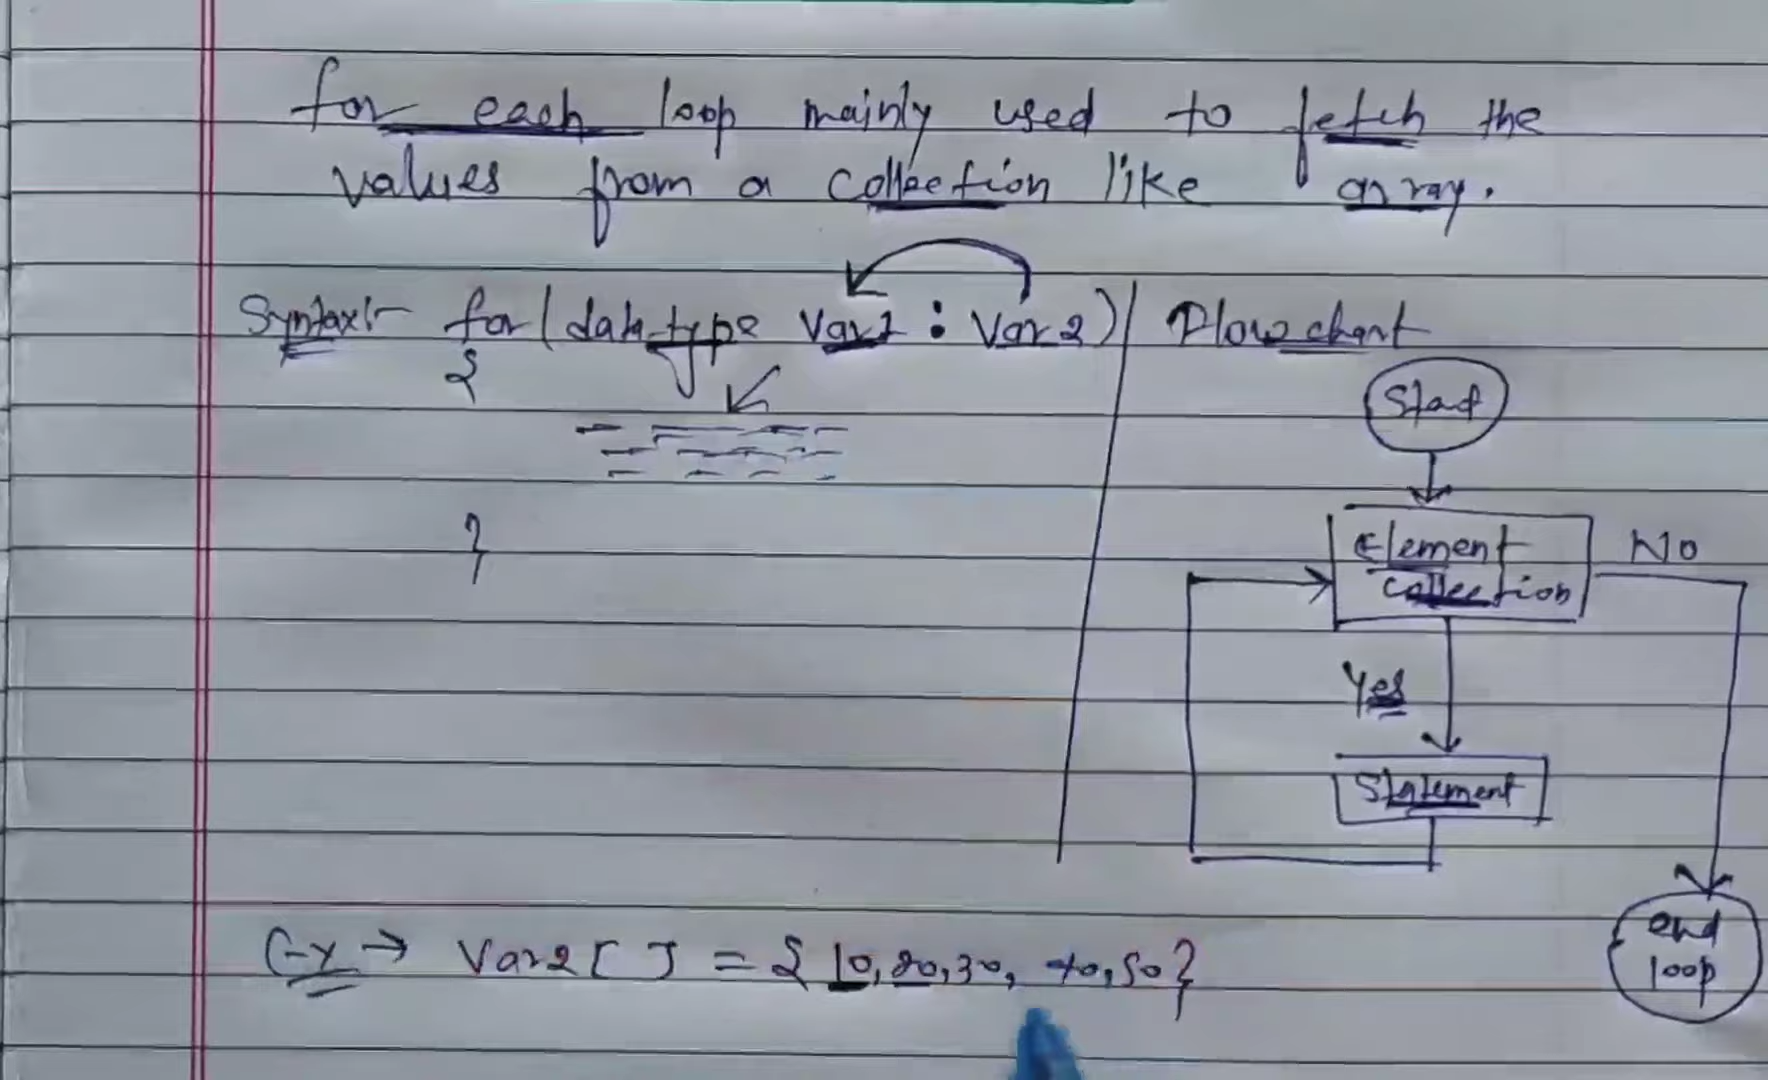 for each loop mainly used to fetch the
values from a collection like array.
Syntax:- for(data type Var1 : Var2)
{
}
Flow chart
Start
Element
collection
No
Yes
Statement
end
loop
Ex → Var2[ ] = { 10, 20, 30, 40, 50 }